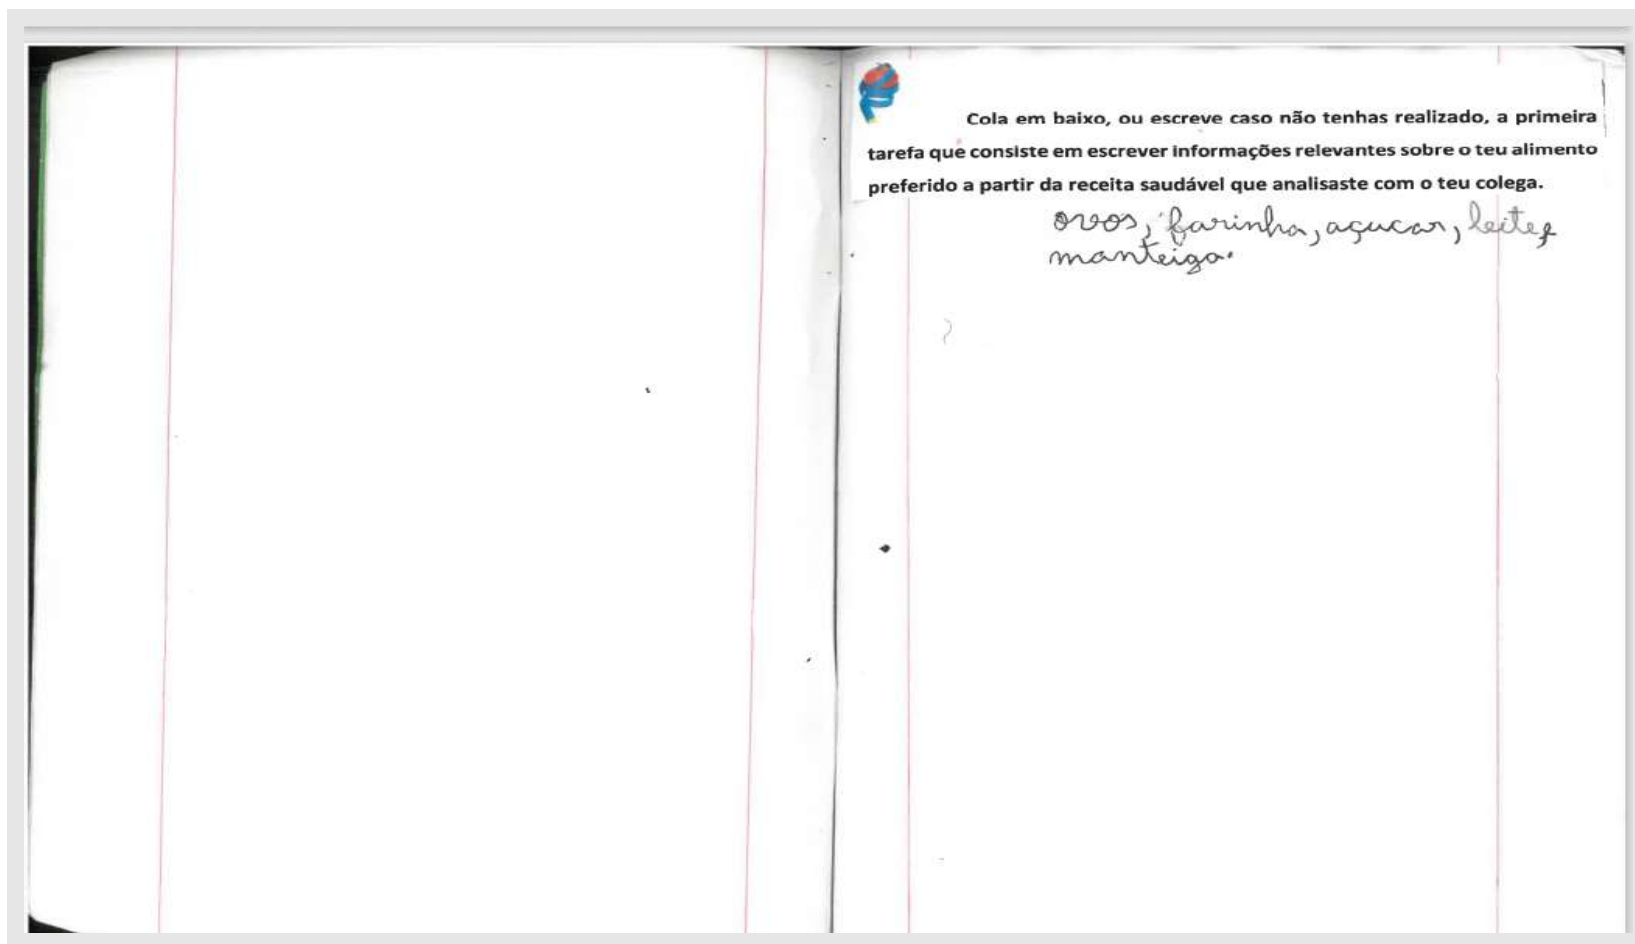 Cola em baixo, ou escreve caso não tenhas realizado, a primeira
tarefa que consiste em escrever informações relevantes sobre o teu alimento
preferido a partir da receita saudável que analisaste com o teu colega.
ovos, farinha, açucar, leite,
manteiga.